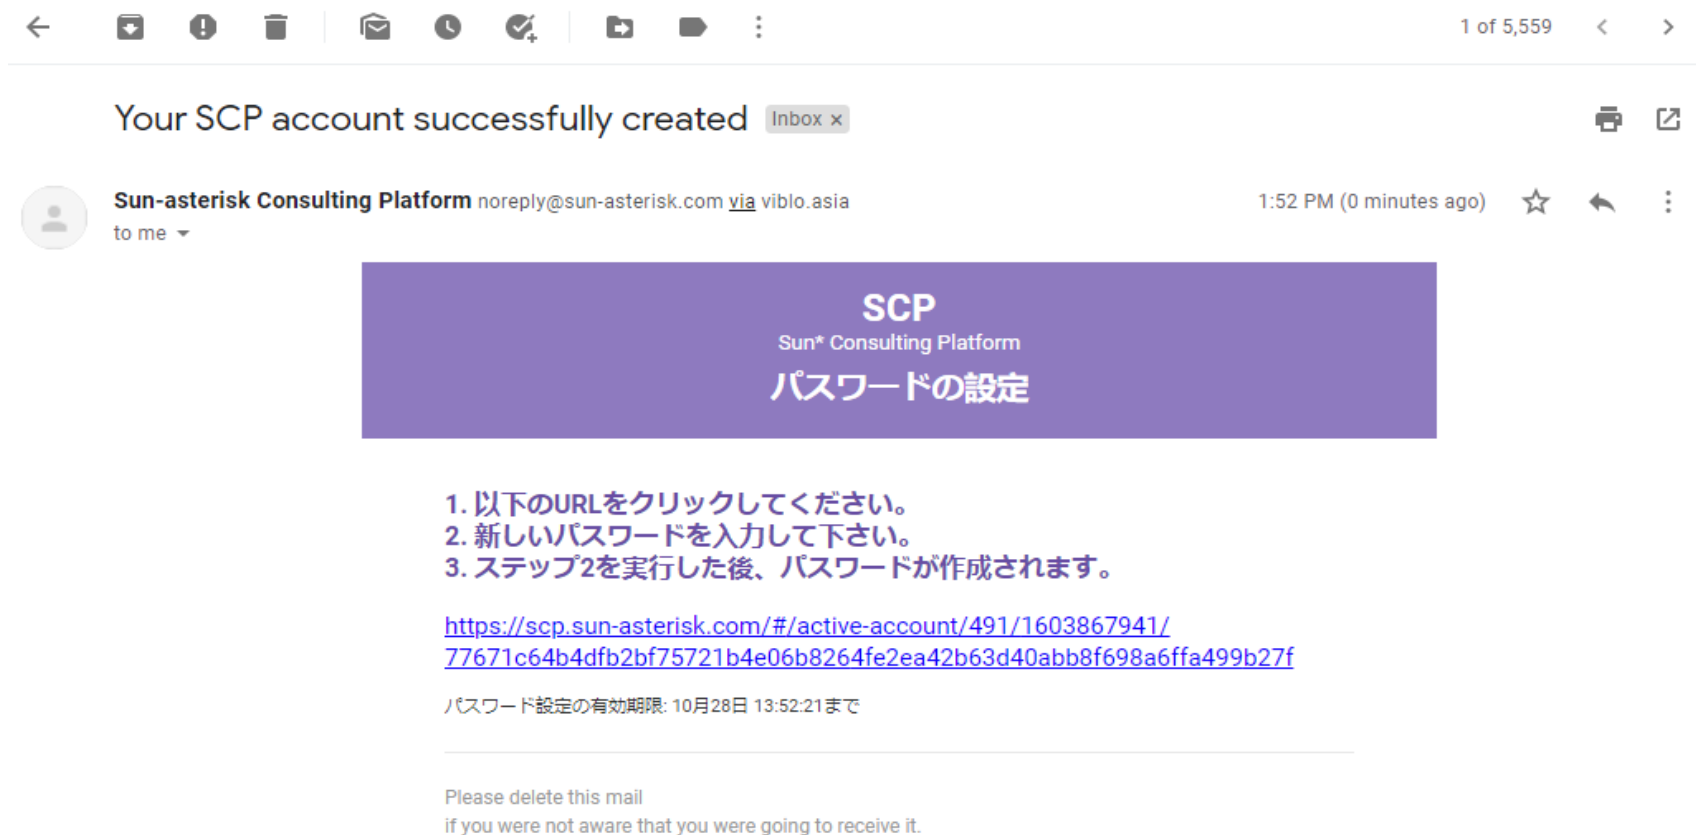 1 of 5,559
Your SCP account successfully created Inbox ×
Sun-asterisk Consulting Platform noreply@sun-asterisk.com via viblo.asia 1:52 PM (0 minutes ago)
to me
SCP
Sun* Consulting Platform
パスワードの設定
1. 以下のURLをクリックしてください。
2. 新しいパスワードを入力して下さい。
3. ステップ2を実行した後、パスワードが作成されます。
https://scp.sun-asterisk.com/#/active-account/491/1603867941/
77671c64b4dfb2bf75721b4e06b8264fe2ea42b63d40abb8f698a6ffa499b27f
パスワード設定の有効期限: 10月28日 13:52:21まで
Please delete this mail
if you were not aware that you were going to receive it.